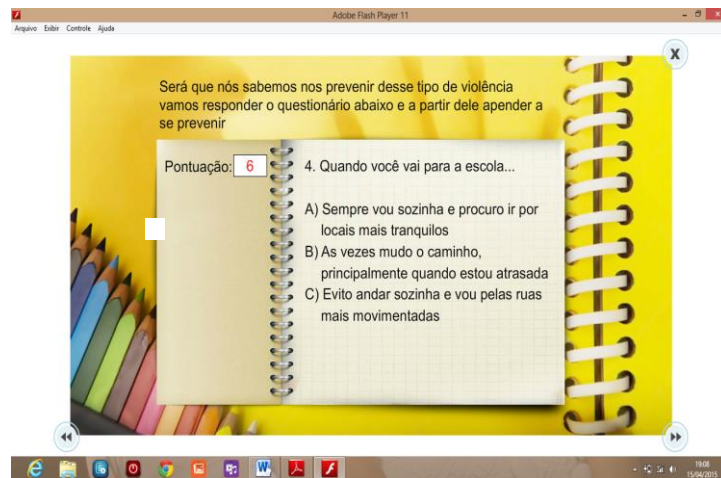 Adobe Flash Player 11
Arquivo Exibir Controle Ajuda
X
Será que nós sabemos nos prevenir desse tipo de violência
vamos responder o questionário abaixo e a partir dele apender a
se prevenir
Pontuação: 6
4. Quando você vai para a escola...
A) Sempre vou sozinha e procuro ir por
locais mais tranquilos
B) As vezes mudo o caminho,
principalmente quando estou atrasada
C) Evito andar sozinha e vou pelas ruas
mais movimentadas
19:08
15/04/2015